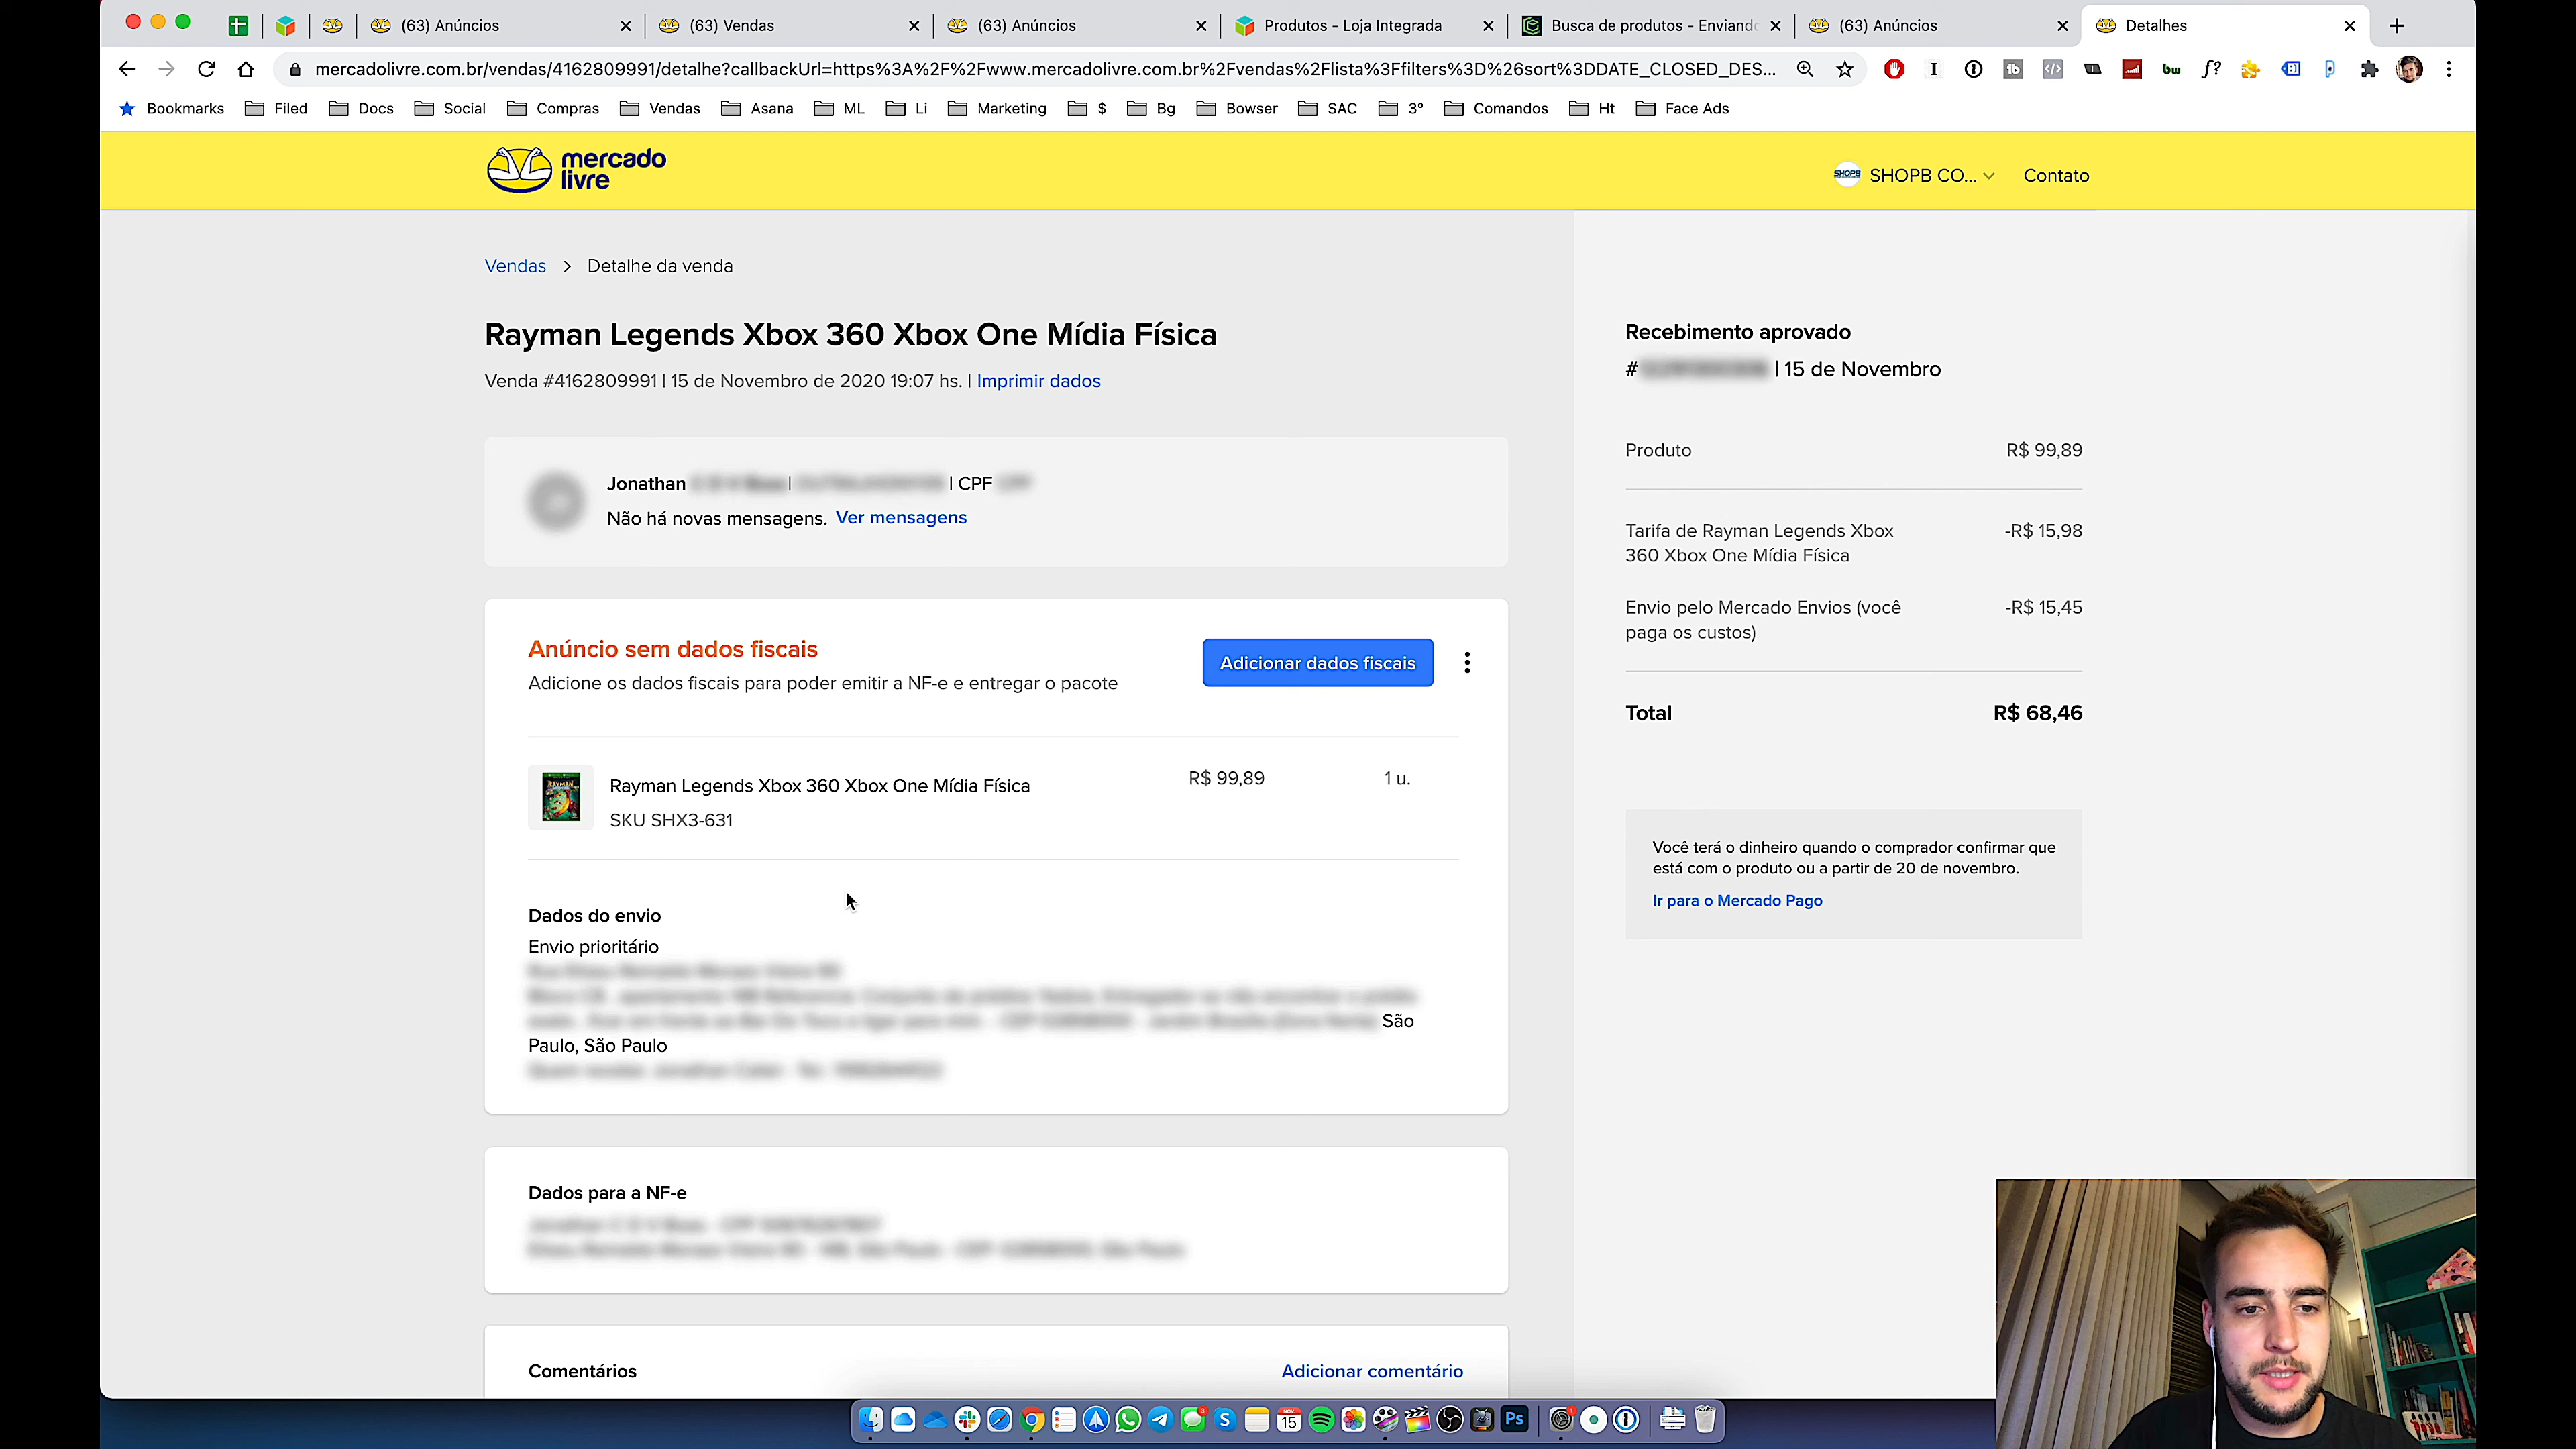 (63) Anúncios
(63) Vendas
(63) Anúncios
Produtos - Loja Integrada
Busca de produtos - Enviando
(63) Anúncios
Detalhes
mercadolivre.com.br/vendas/4162809991/detalhe?callbackUrl=https%3A%2F%2Fwww.mercadolivre.com.br%2Fvendas%2Flista%3Ffilters%3D%26sort%3DDATE_CLOSED_DES...
Bookmarks Filed Docs Social Compras Vendas Asana ML Li Marketing $ Bg Bowser SAC 3º Comandos Ht Face Ads
mercado
livre
SHOPB CO...
Contato
Vendas > Detalhe da venda
Rayman Legends Xbox 360 Xbox One Mídia Física
Venda #4162809991 | 15 de Novembro de 2020 19:07 hs. | Imprimir dados
Jonathan | | CPF
Não há novas mensagens. Ver mensagens
Anúncio sem dados fiscais
Adicione os dados fiscais para poder emitir a NF-e e entregar o pacote
Adicionar dados fiscais
Rayman Legends Xbox 360 Xbox One Mídia Física
SKU SHX3-631
R$ 99,89
1 u.
Dados do envio
Envio prioritário
São
Paulo, São Paulo
Dados para a NF-e
Comentários
Adicionar comentário
Recebimento aprovado
# | 15 de Novembro
Produto R$ 99,89
Tarifa de Rayman Legends Xbox -R$ 15,98
360 Xbox One Mídia Física
Envio pelo Mercado Envios (você -R$ 15,45
paga os custos)
Total R$ 68,46
Você terá o dinheiro quando o comprador confirmar que
está com o produto ou a partir de 20 de novembro.
Ir para o Mercado Pago